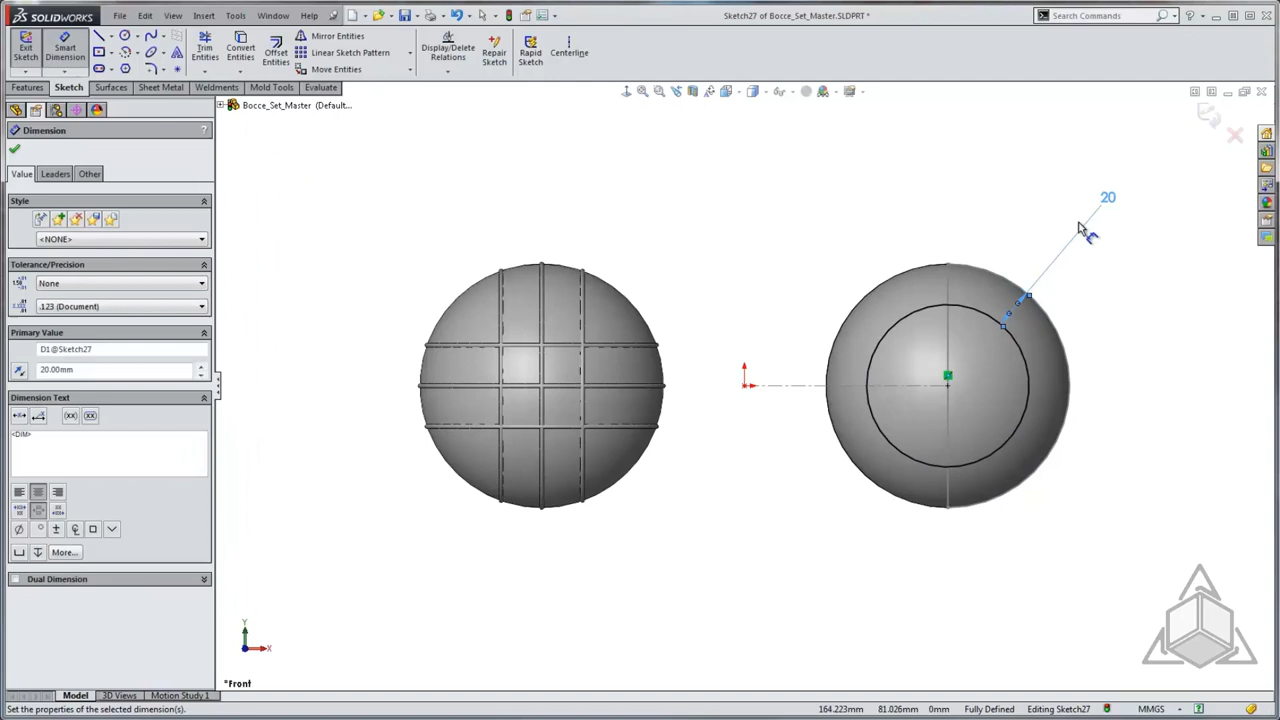 SOLIDWORKS File Edit View Insert Tools Window Help Sketch27 of Bocce_Set_Master.SLDPRT * Search Commands
Exit Sketch Smart Dimension Trim Entities Convert Entities Offset Entities Mirror Entities Linear Sketch Pattern Move Entities Display/Delete Relations Repair Sketch Rapid Sketch Centerline
Features Sketch Surfaces Sheet Metal Weldments Mold Tools Evaluate
Bocce_Set_Master (Default...
Dimension ?
Value Leaders Other
Style
<NONE>
Tolerance/Precision
None
.123 (Document)
Primary Value
D1@Sketch27
20.00mm
Dimension Text
<DIM>
More...
Dual Dimension
20
Y
X
*Front
Model 3D Views Motion Study 1
Set the properties of the selected dimension(s). 164.223mm 81.026mm 0mm Fully Defined Editing Sketch27 MMGS